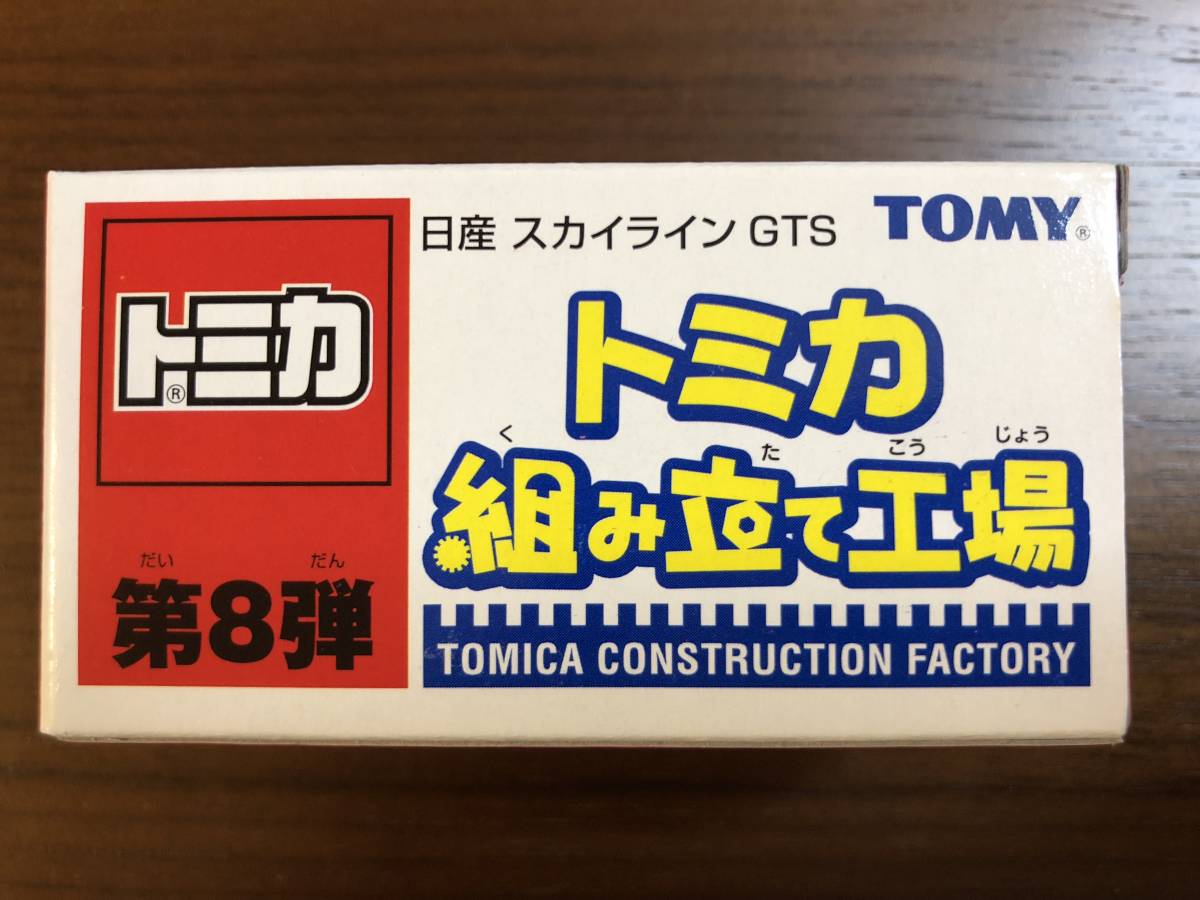 トミカ®
だい だん
第8弾
日産 スカイライン GTS
TOMY®
トミカ
く た こう じょう
組み立て工場
TOMICA CONSTRUCTION FACTORY